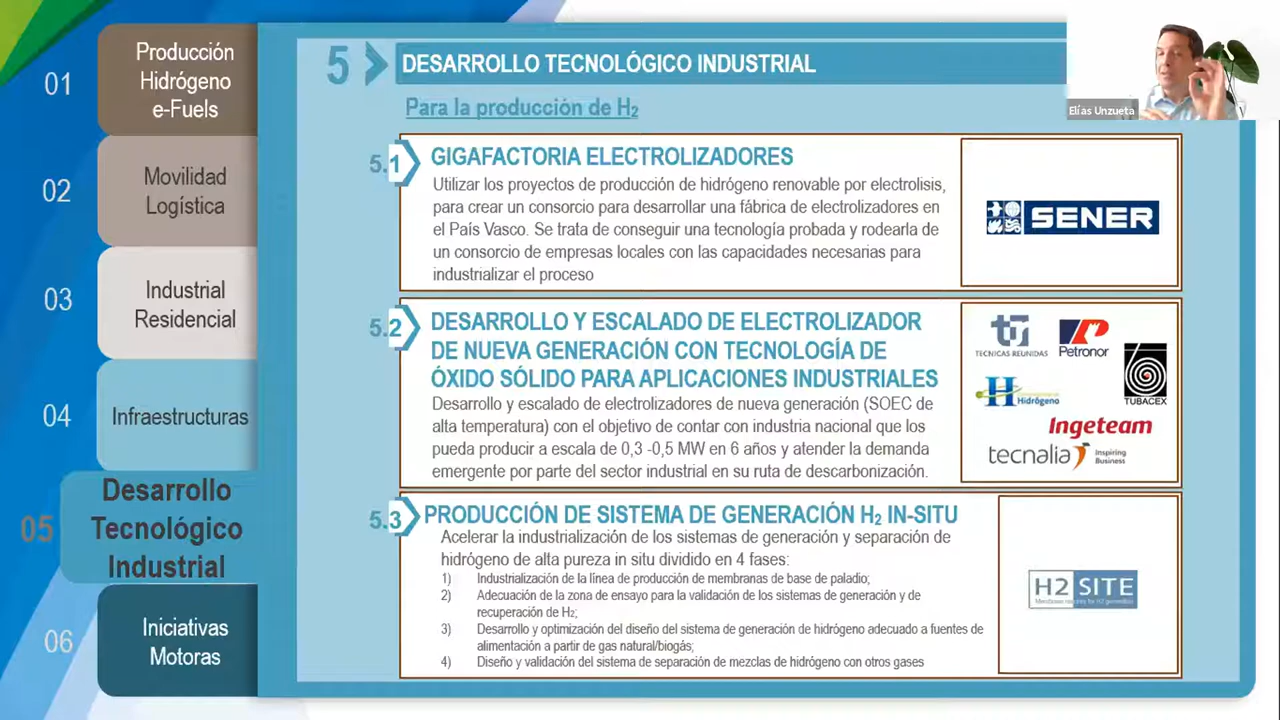 01
Producción
Hidrógeno
e-Fuels
02
Movilidad
Logística
03
Industrial
Residencial
04
Infraestructuras
05
Desarrollo
Tecnológico
Industrial
06
Iniciativas
Motoras
5
DESARROLLO TECNOLÓGICO INDUSTRIAL
Para la producción de H₂
Elías Unzueta
5.1
GIGAFACTORIA ELECTROLIZADORES
Utilizar los proyectos de producción de hidrógeno renovable por electrolisis,
para crear un consorcio para desarrollar una fábrica de electrolizadores en
el País Vasco. Se trata de conseguir una tecnología probada y rodearla de
un consorcio de empresas locales con las capacidades necesarias para
industrializar el proceso
SENER
5.2
DESARROLLO Y ESCALADO DE ELECTROLIZADOR
DE NUEVA GENERACIÓN CON TECNOLOGÍA DE
ÓXIDO SÓLIDO PARA APLICACIONES INDUSTRIALES
Desarrollo y escalado de electrolizadores de nueva generación (SOEC de
alta temperatura) con el objetivo de contar con industria nacional que los
pueda producir a escala de 0,3 -0,5 MW en 6 años y atender la demanda
emergente por parte del sector industrial en su ruta de descarbonización.
TECNICAS REUNIDAS
Petronor
H
Hidrógeno
TUBACEX
Ingeteam
tecnalia
Inspiring
Business
5.3
PRODUCCIÓN DE SISTEMA DE GENERACIÓN H₂ IN-SITU
Acelerar la industrialización de los sistemas de generación y separación de
hidrógeno de alta pureza in situ dividido en 4 fases:
1) Industrialización de la línea de producción de membranas de base de paladio;
2) Adecuación de la zona de ensayo para la validación de los sistemas de generación y de
recuperación de H₂;
3) Desarrollo y optimización del diseño del sistema de generación de hidrógeno adecuado a fuentes de
alimentación a partir de gas natural/biogás;
4) Diseño y validación del sistema de separación de mezclas de hidrógeno con otros gases
H2 SITE